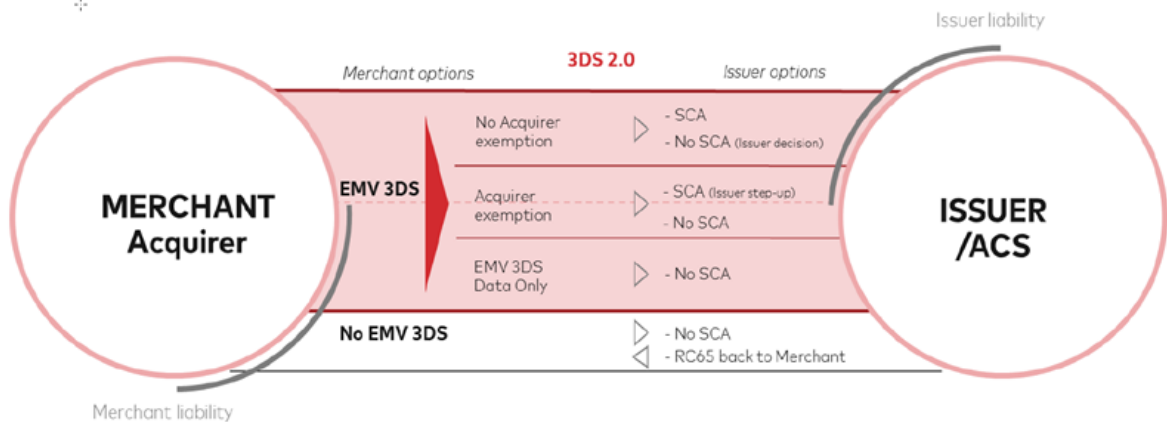 Issuer liability
3DS 2.0
Merchant options
Issuer options
No Acquirer
exemption
- SCA
- No SCA (Issuer decision)
EMV 3DS
Acquirer
exemption
- SCA (Issuer step-up)
- No SCA
EMV 3DS
Data Only
- No SCA
No EMV 3DS
- No SCA
- RC65 back to Merchant
MERCHANT
Acquirer
ISSUER
/ACS
Merchant liability